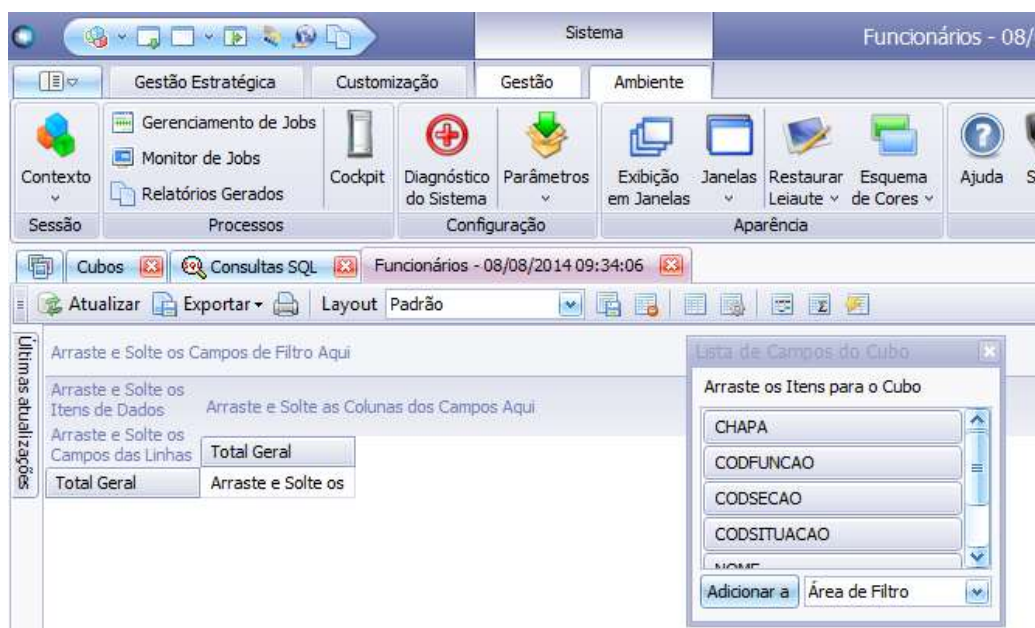 Sistema
Funcionários - 08/
Gestão Estratégica
Customização
Gestão
Ambiente
Contexto
Gerenciamento de Jobs
Monitor de Jobs
Relatórios Gerados
Cockpit
Diagnóstico
do Sistema
Parâmetros
Exibição
em Janelas
Janelas
Restaurar
Leiaute
Esquema
de Cores
Ajuda
S
Sessão
Processos
Configuração
Aparência
Cubos
Consultas SQL
Funcionários - 08/08/2014 09:34:06
Atualizar
Exportar
Layout
Padrão
Últimas atualizações
Arraste e Solte os Campos de Filtro Aqui
Arraste e Solte os
Itens de Dados
Arraste e Solte as Colunas dos Campos Aqui
Arraste e Solte os
Campos das Linhas
Total Geral
Total Geral
Arraste e Solte os
Lista de Campos do Cubo
Arraste os Itens para o Cubo
CHAPA
CODFUNCAO
CODSECAO
CODSITUACAO
NOME
Adicionar a
Área de Filtro